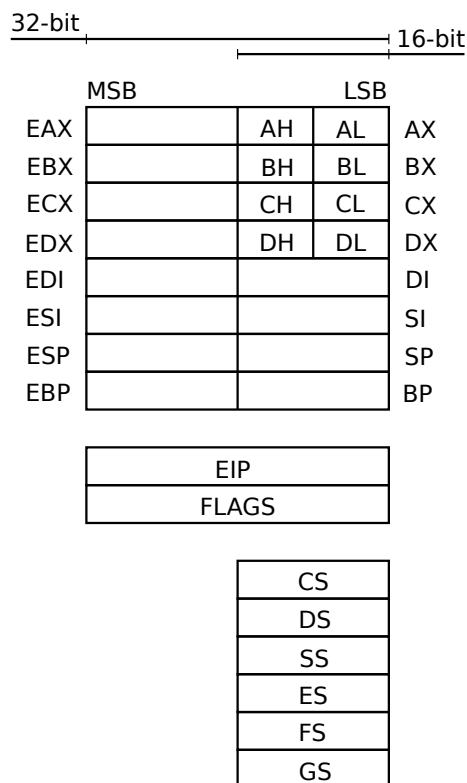 32-bit
16-bit
MSB LSB
EAX AH AL AX
EBX BH BL BX
ECX CH CL CX
EDX DH DL DX
EDI DI
ESI SI
ESP SP
EBP BP
EIP
FLAGS
CS
DS
SS
ES
FS
GS